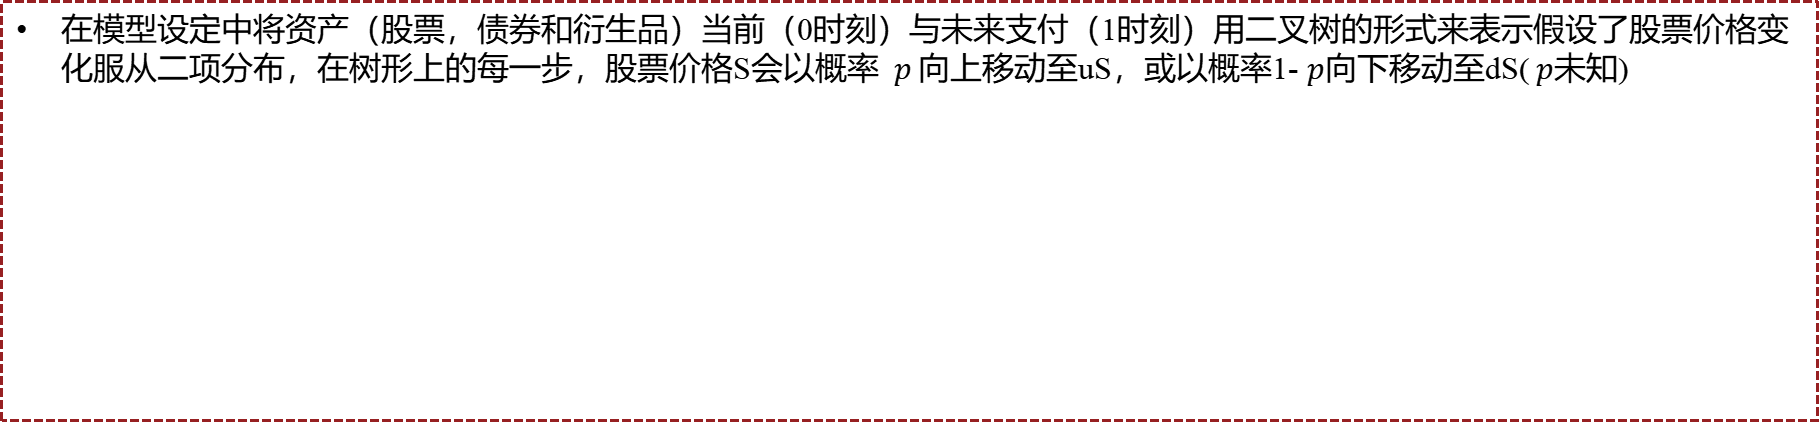 • 在模型设定中将资产（股票，债券和衍生品）当前（0时刻）与未来支付（1时刻）用二叉树的形式来表示假设了股票价格变
化服从二项分布，在树形上的每一步，股票价格S会以概率 p 向上移动至uS，或以概率1- p向下移动至dS( p未知)